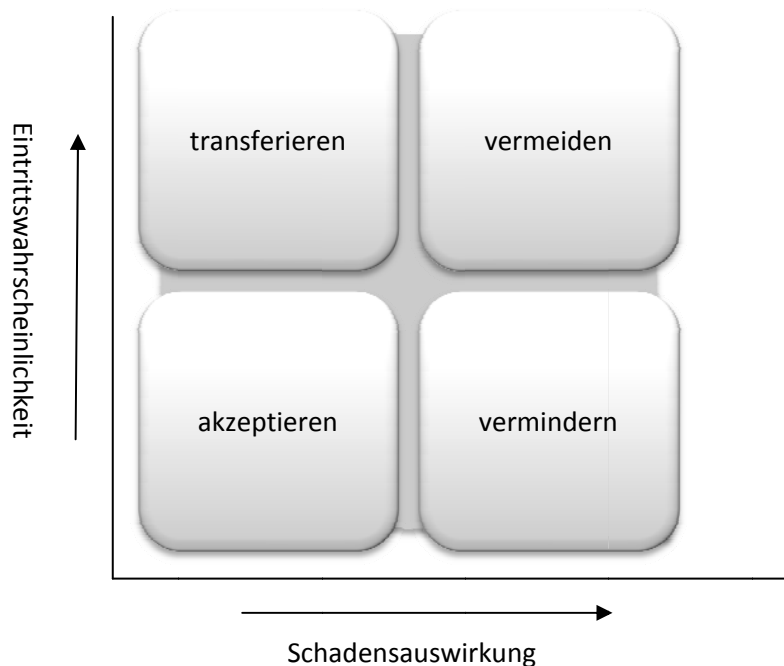 transferieren
vermeiden
Eintrittswahrscheinlichkeit
akzeptieren
vermindern
Schadensauswirkung